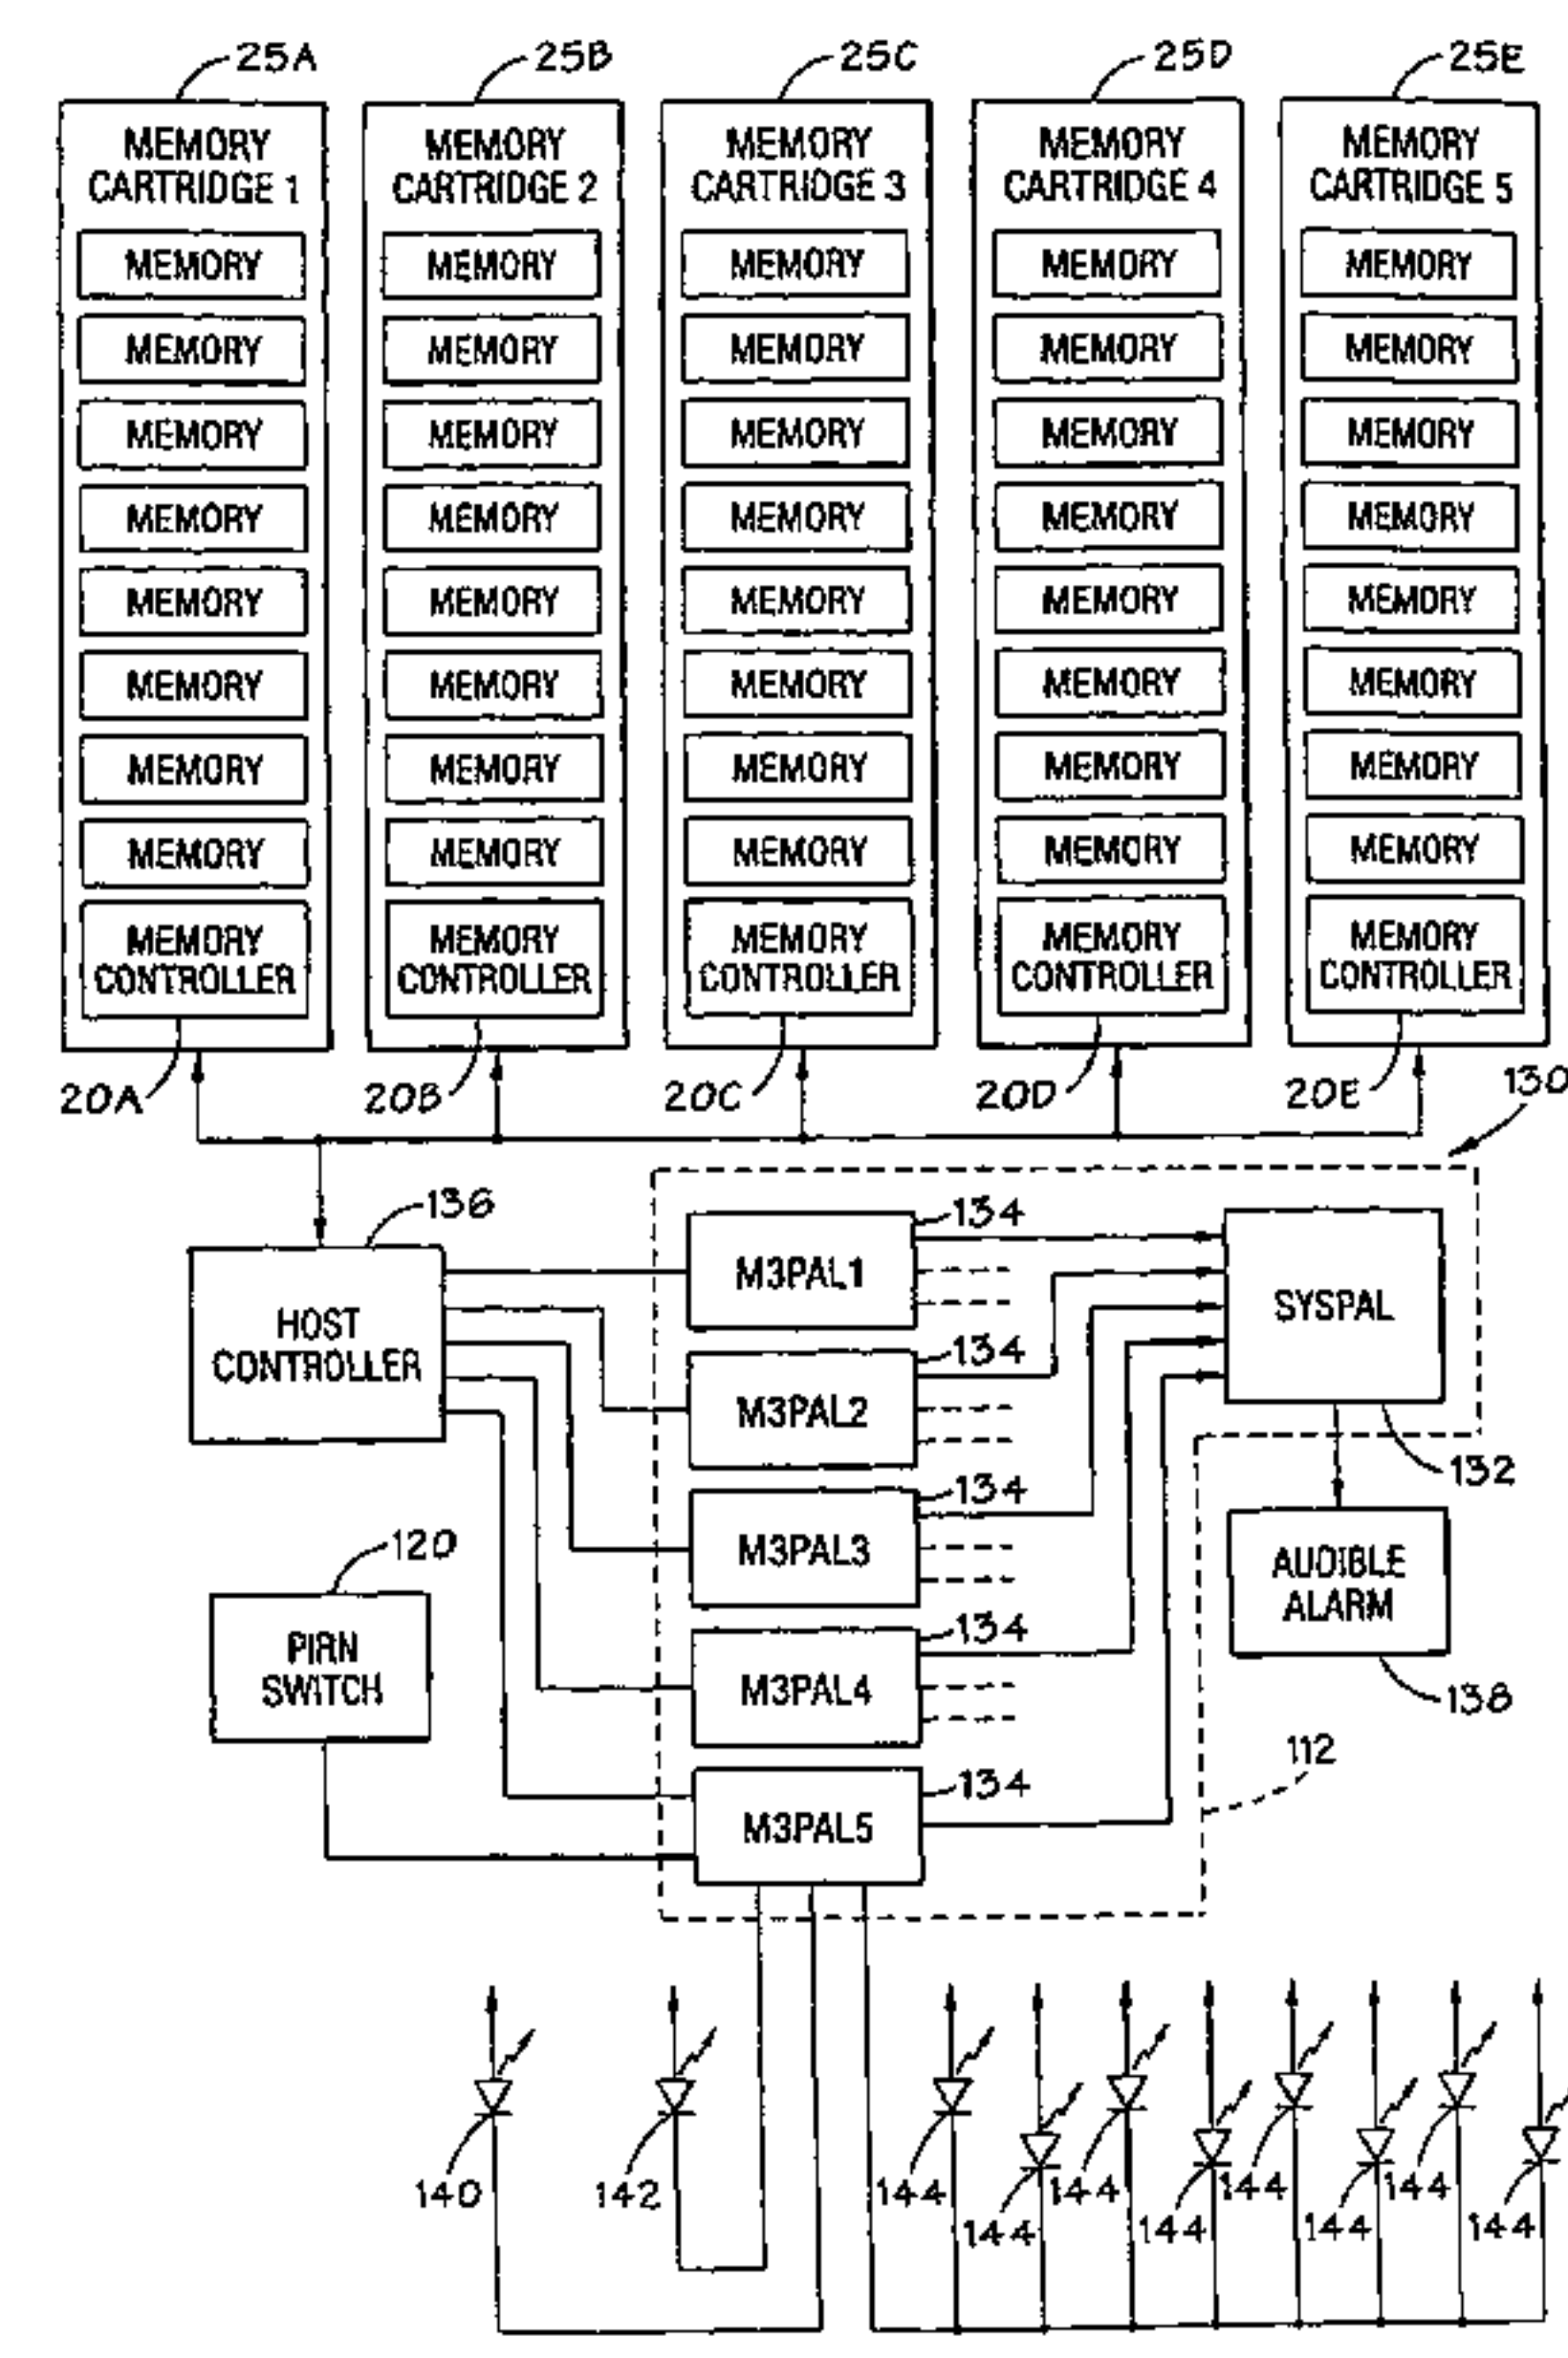 25A 25B 25C 25D 25E
MEMORY CARTRIDGE 1
MEMORY
MEMORY
MEMORY
MEMORY
MEMORY
MEMORY
MEMORY
MEMORY
MEMORY CONTROLLER
MEMORY CARTRIDGE 2
MEMORY
MEMORY
MEMORY
MEMORY
MEMORY
MEMORY
MEMORY
MEMORY
MEMORY CONTROLLER
MEMORY CARTRIDGE 3
MEMORY
MEMORY
MEMORY
MEMORY
MEMORY
MEMORY
MEMORY
MEMORY
MEMORY CONTROLLER
MEMORY CARTRIDGE 4
MEMORY
MEMORY
MEMORY
MEMORY
MEMORY
MEMORY
MEMORY
MEMORY
MEMORY CONTROLLER
MEMORY CARTRIDGE 5
MEMORY
MEMORY
MEMORY
MEMORY
MEMORY
MEMORY
MEMORY
MEMORY
MEMORY CONTROLLER
20A 20B 20C 20D 20E
130
136
HOST
CONTROLLER
M3PAL1
134
M3PAL2
134
M3PAL3
134
M3PAL4
134
M3PAL5
134
SYSPAL
132
AUDIBLE
ALARM
138
120
PIRN
SWITCH
112
140 142 144 144 144 144 144 144 144 144